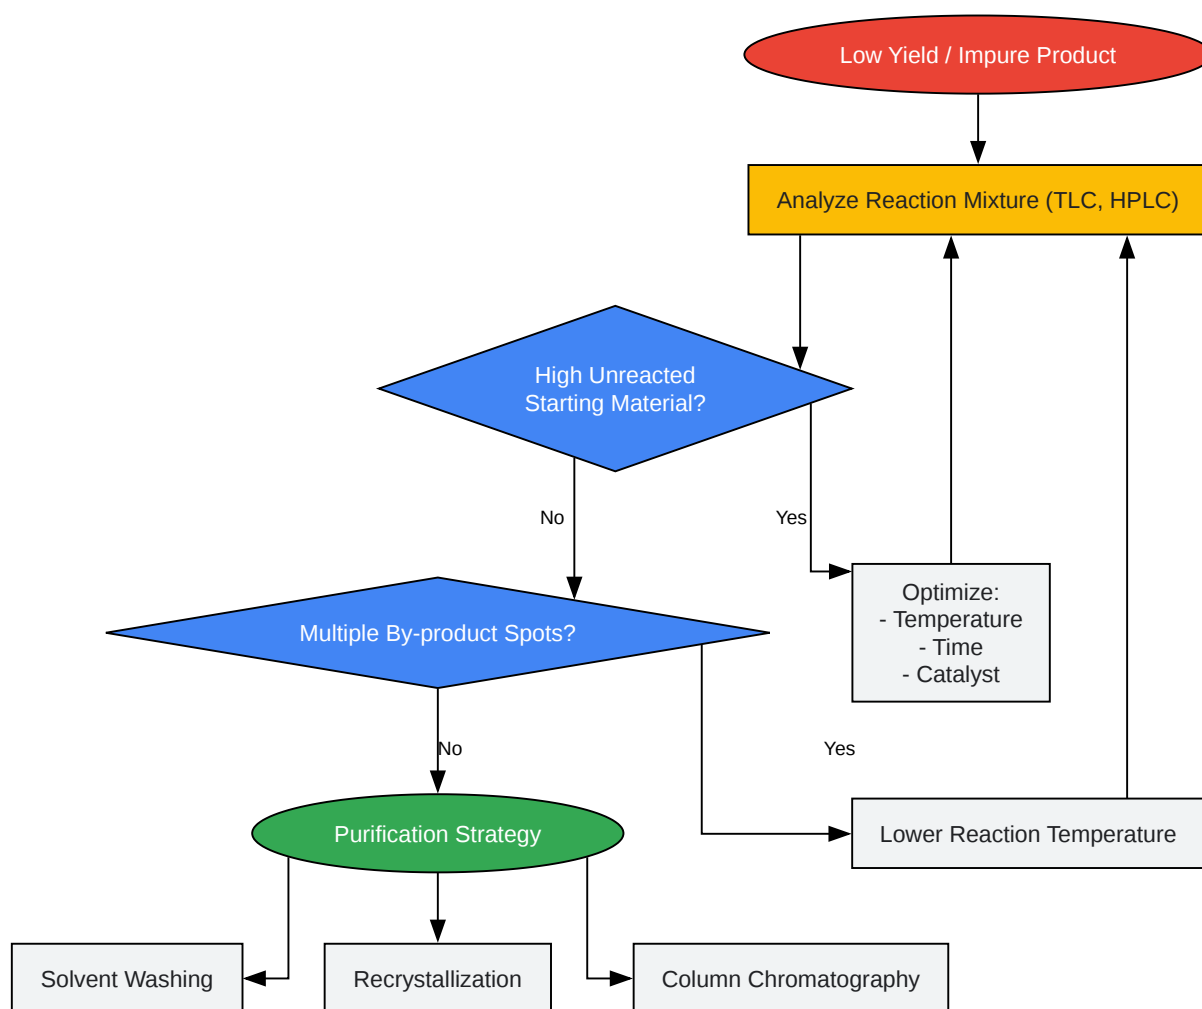 Low Yield / Impure Product
Analyze Reaction Mixture (TLC, HPLC)
High Unreacted
Starting Material?
No
Yes
Optimize:
- Temperature
- Time
- Catalyst
Multiple By-product Spots?
No
Yes
Purification Strategy
Lower Reaction Temperature
Solvent Washing
Recrystallization
Column Chromatography